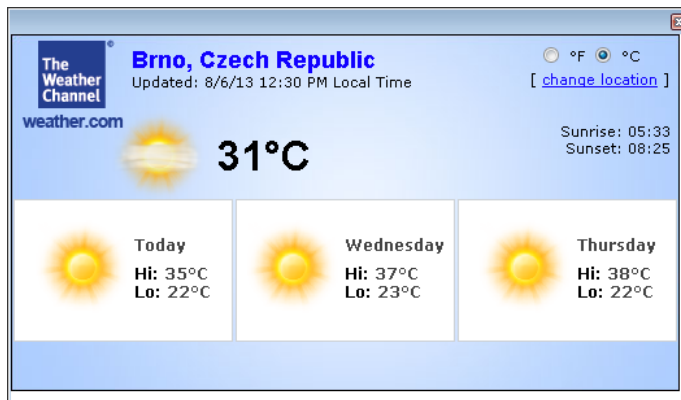 The
Weather
Channel
®
weather.com
Brno, Czech Republic
Updated: 8/6/13 12:30 PM Local Time
°F °C
[ change location ]
31°C
Sunrise: 05:33
Sunset: 08:25
Today
Hi: 35°C
Lo: 22°C
Wednesday
Hi: 37°C
Lo: 23°C
Thursday
Hi: 38°C
Lo: 22°C